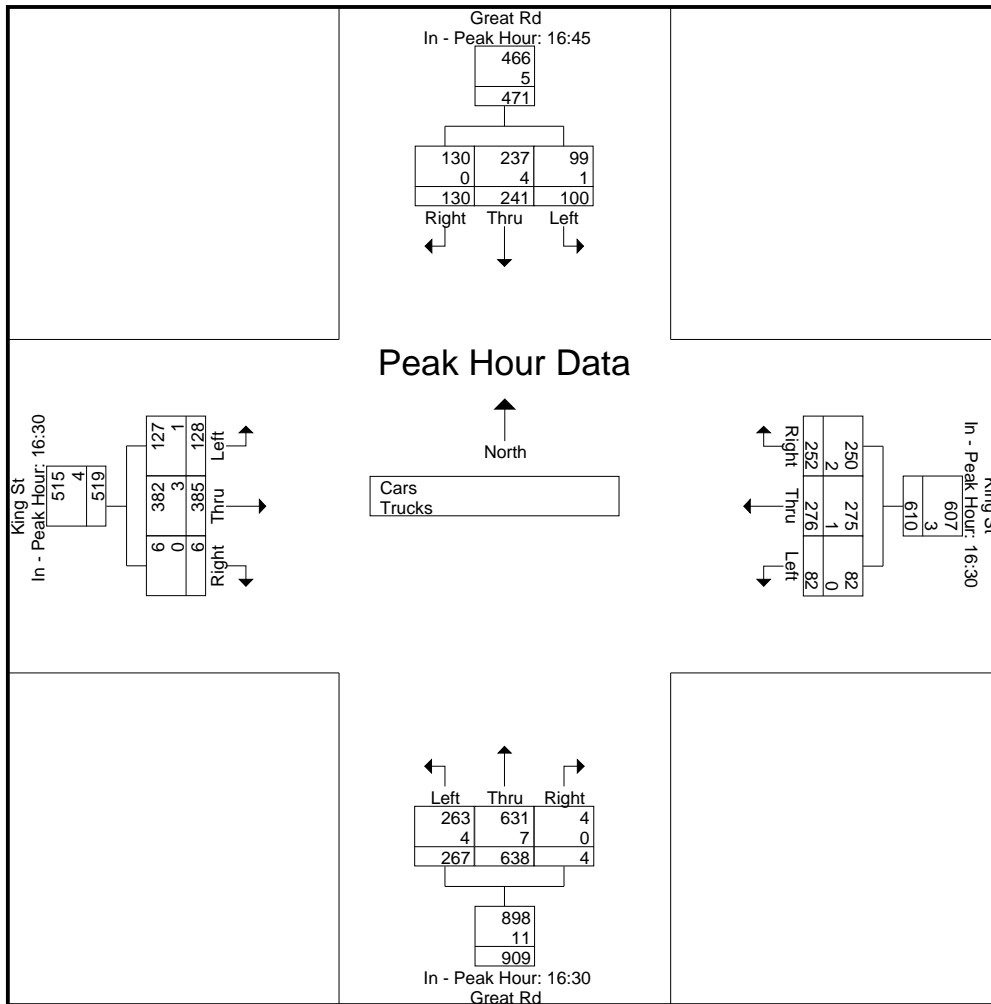 Great Rd
In - Peak Hour: 16:45
466
5
471
130 237 99
0 4 1
130 241 100
Right Thru Left
Peak Hour Data
North
Cars
Trucks
King St
In - Peak Hour: 16:30
515
4
519
127 1 128
Left
382 3 385
Thru
6 0 6
Right
King St
In - Peak Hour: 16:30
607
3
610
250 2 252
Right
275 1 276
Thru
82 0 82
Left
Left Thru Right
263 631 4
4 7 0
267 638 4
898
11
909
In - Peak Hour: 16:30
Great Rd